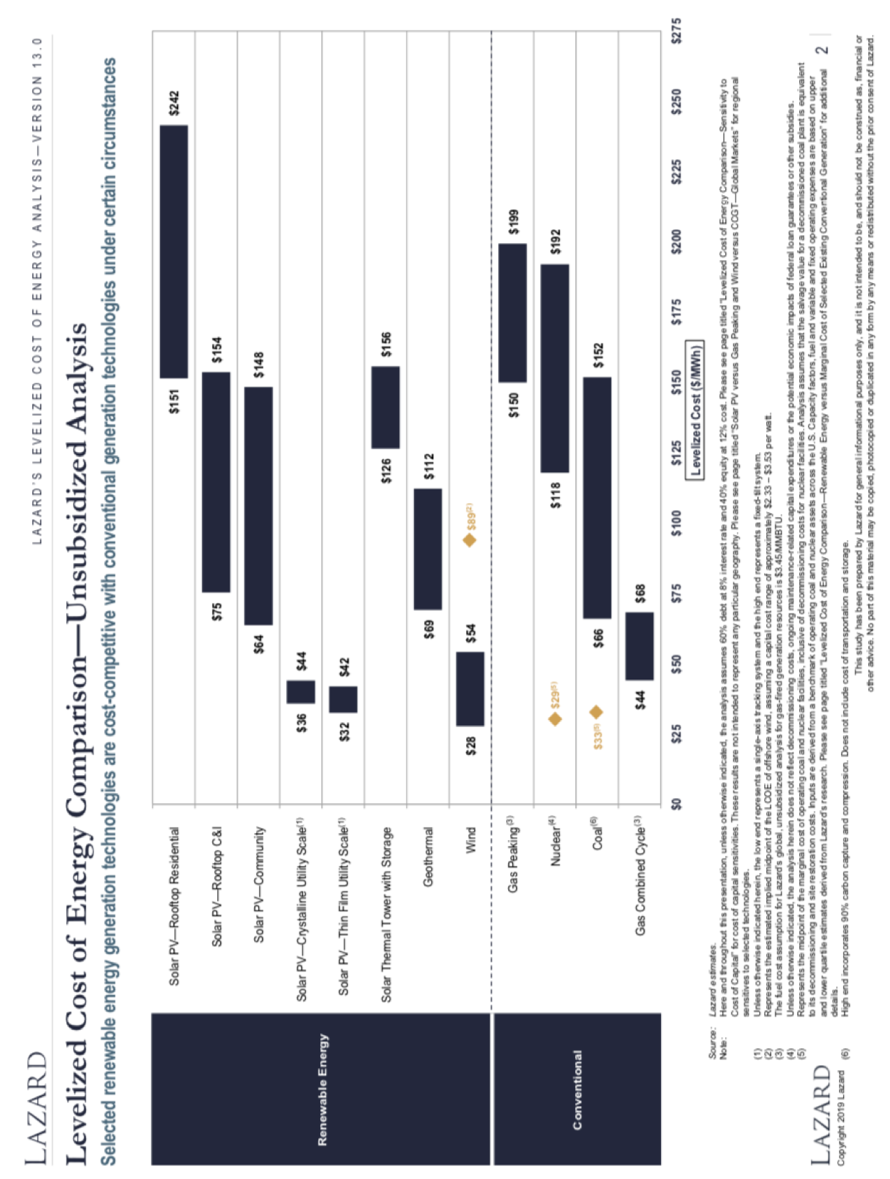 LAZARD
LAZARD'S LEVELIZED COST OF ENERGY ANALYSIS—VERSION 13.0
Levelized Cost of Energy Comparison—Unsubsidized Analysis
Selected renewable energy generation technologies are cost-competitive with conventional generation technologies under certain circumstances
Renewable Energy
Solar PV—Rooftop Residential $151 $242
Solar PV—Rooftop C&I $75 $154
Solar PV—Community $64 $148
Solar PV—Crystalline Utility Scale(1) $36 $44
Solar PV—Thin Film Utility Scale(1) $32 $42
Solar Thermal Tower with Storage $126 $156
Geothermal $69 $112
Wind $28 $54 $89(2)
Conventional
Gas Peaking(3) $150 $199
Nuclear(4) $29(5) $118 $192
Coal(6) $33(5) $66 $152
Gas Combined Cycle(3) $44 $68
$0 $25 $50 $75 $100 $125 $150 $175 $200 $225 $250 $275
Levelized Cost ($/MWh)
Source: Lazard estimates.
Note: Here and throughout this presentation, unless otherwise indicated, the analysis assumes 60% debt at 8% interest rate and 40% equity at 12% cost. Please see page titled "Levelized Cost of Energy Comparison—Sensitivity to
Cost of Capital" for cost of capital sensitivities. These results are not intended to represent any particular geography. Please see page titled "Solar PV versus Gas Peaking and Wind versus CCGT—Global Markets" for regional
sensitivities to selected technologies.
(1) Unless otherwise indicated herein, the low end represents a single-axis tracking system and the high end represents a fixed-tilt system.
(2) Represents the estimated implied midpoint of the LCOE of offshore wind, assuming a capital cost range of approximately $2.33 – $3.53 per watt.
(3) The fuel cost assumption for Lazard's global, unsubsidized analysis for gas-fired generation resources is $3.45/MMBTU.
(4) Unless otherwise indicated, the analysis herein does not reflect decommissioning costs, ongoing maintenance-related capital expenditures or the potential economic impacts of federal loan guarantees or other subsidies.
(5) Represents the midpoint of the marginal cost of operating coal and nuclear facilities, inclusive of decommissioning costs for nuclear facilities. Analysis assumes that the salvage value for a decommissioned coal plant is equivalent
to its decommissioning and site restoration costs. Inputs are derived from a benchmark of operating coal and nuclear assets across the U.S. Capacity factors, fuel and variable and fixed operating expenses are based on upper
and lower quartile estimates derived from Lazard's research. Please see page titled "Levelized Cost of Energy Comparison—Renewable Energy versus Marginal Cost of Selected Existing Conventional Generation" for additional
details.
(6) High end incorporates 90% carbon capture and compression. Does not include cost of transportation and storage.
LAZARD
Copyright 2019 Lazard
2
This study has been prepared by Lazard for general informational purposes only, and it is not intended to be, and should not be construed as, financial or
other advice. No part of this material may be copied, photocopied or duplicated in any form by any means or redistributed without the prior consent of Lazard.